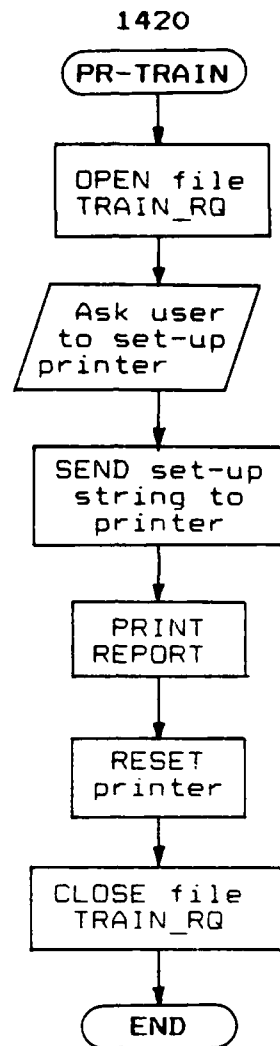 1420
PR-TRAIN
OPEN file
TRAIN_RQ
Ask user
to set-up
printer
SEND set-up
string to
printer
PRINT
REPORT
RESET
printer
CLOSE file
TRAIN_RQ
END